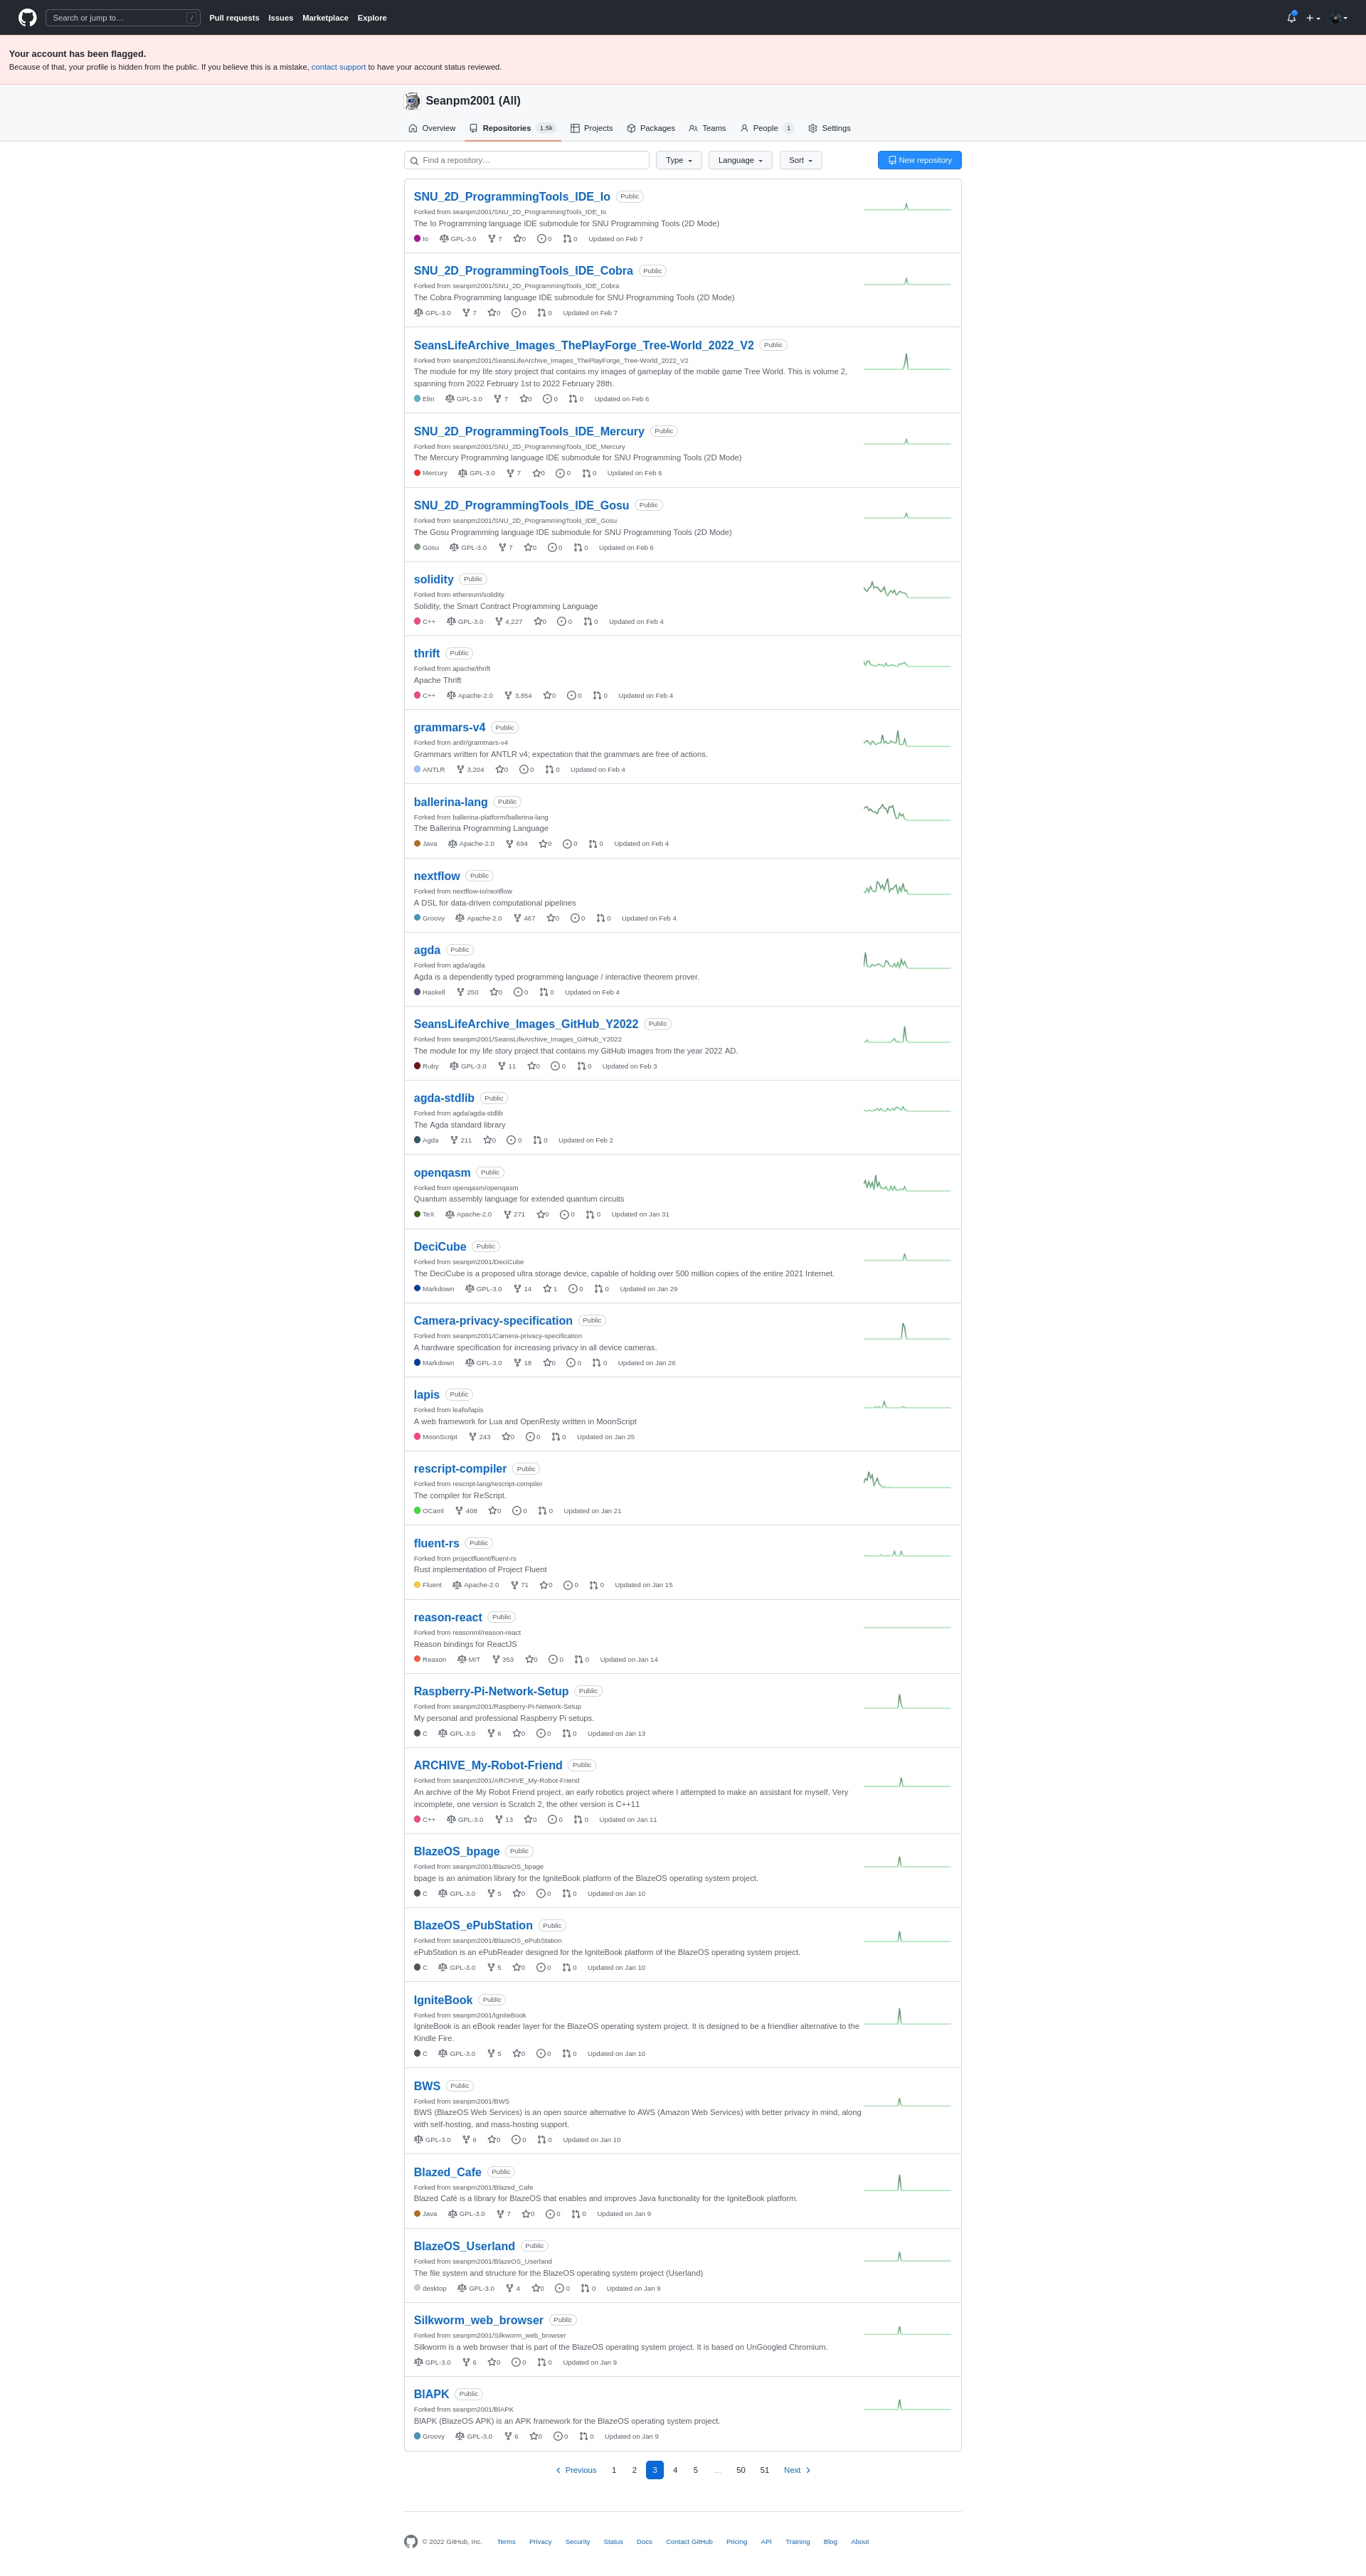 Search or jump to… /
Pull requests Issues Marketplace Explore
Your account has been flagged.
Because of that, your profile is hidden from the public. If you believe this is a mistake, contact support to have your account status reviewed.
Seanpm2001 (All)
Overview Repositories 1.5k Projects Packages Teams People 1 Settings
Find a repository… Type Language Sort New repository
SNU_2D_ProgrammingTools_IDE_Io Public
Forked from seanpm2001/SNU_2D_ProgrammingTools_IDE_Io
The Io Programming language IDE submodule for SNU Programming Tools (2D Mode)
Io GPL-3.0 7 0 0 0 Updated on Feb 7
SNU_2D_ProgrammingTools_IDE_Cobra Public
Forked from seanpm2001/SNU_2D_ProgrammingTools_IDE_Cobra
The Cobra Programming language IDE submodule for SNU Programming Tools (2D Mode)
GPL-3.0 7 0 0 0 Updated on Feb 7
SeansLifeArchive_Images_ThePlayForge_Tree-World_2022_V2 Public
Forked from seanpm2001/SeansLifeArchive_Images_ThePlayForge_Tree-World_2022_V2
The module for my life story project that contains my images of gameplay of the mobile game Tree World. This is volume 2,
spanning from 2022 February 1st to 2022 February 28th.
Elm GPL-3.0 7 0 0 0 Updated on Feb 6
SNU_2D_ProgrammingTools_IDE_Mercury Public
Forked from seanpm2001/SNU_2D_ProgrammingTools_IDE_Mercury
The Mercury Programming language IDE submodule for SNU Programming Tools (2D Mode)
Mercury GPL-3.0 7 0 0 0 Updated on Feb 6
SNU_2D_ProgrammingTools_IDE_Gosu Public
Forked from seanpm2001/SNU_2D_ProgrammingTools_IDE_Gosu
The Gosu Programming language IDE submodule for SNU Programming Tools (2D Mode)
Gosu GPL-3.0 7 0 0 0 Updated on Feb 6
solidity Public
Forked from ethereum/solidity
Solidity, the Smart Contract Programming Language
C++ GPL-3.0 4,227 0 0 0 Updated on Feb 4
thrift Public
Forked from apache/thrift
Apache Thrift
C++ Apache-2.0 3,854 0 0 0 Updated on Feb 4
grammars-v4 Public
Forked from antlr/grammars-v4
Grammars written for ANTLR v4; expectation that the grammars are free of actions.
ANTLR 3,204 0 0 0 Updated on Feb 4
ballerina-lang Public
Forked from ballerina-platform/ballerina-lang
The Ballerina Programming Language
Java Apache-2.0 694 0 0 0 Updated on Feb 4
nextflow Public
Forked from nextflow-io/nextflow
A DSL for data-driven computational pipelines
Groovy Apache-2.0 467 0 0 0 Updated on Feb 4
agda Public
Forked from agda/agda
Agda is a dependently typed programming language / interactive theorem prover.
Haskell 250 0 0 0 Updated on Feb 4
SeansLifeArchive_Images_GitHub_Y2022 Public
Forked from seanpm2001/SeansLifeArchive_Images_GitHub_Y2022
The module for my life story project that contains my GitHub images from the year 2022 AD.
Ruby GPL-3.0 11 0 0 0 Updated on Feb 3
agda-stdlib Public
Forked from agda/agda-stdlib
The Agda standard library
Agda 211 0 0 0 Updated on Feb 2
openqasm Public
Forked from openqasm/openqasm
Quantum assembly language for extended quantum circuits
TeX Apache-2.0 271 0 0 0 Updated on Jan 31
DeciCube Public
Forked from seanpm2001/DeciCube
The DeciCube is a proposed ultra storage device, capable of holding over 500 million copies of the entire 2021 Internet.
Markdown GPL-3.0 14 1 0 0 Updated on Jan 29
Camera-privacy-specification Public
Forked from seanpm2001/Camera-privacy-specification
A hardware specification for increasing privacy in all device cameras.
Markdown GPL-3.0 18 0 0 0 Updated on Jan 26
lapis Public
Forked from leafo/lapis
A web framework for Lua and OpenResty written in MoonScript
MoonScript 243 0 0 0 Updated on Jan 25
rescript-compiler Public
Forked from rescript-lang/rescript-compiler
The compiler for ReScript.
OCaml 408 0 0 0 Updated on Jan 21
fluent-rs Public
Forked from projectfluent/fluent-rs
Rust implementation of Project Fluent
Fluent Apache-2.0 71 0 0 0 Updated on Jan 15
reason-react Public
Forked from reasonml/reason-react
Reason bindings for ReactJS
Reason MIT 353 0 0 0 Updated on Jan 14
Raspberry-Pi-Network-Setup Public
Forked from seanpm2001/Raspberry-Pi-Network-Setup
My personal and professional Raspberry Pi setups.
C GPL-3.0 6 0 0 0 Updated on Jan 13
ARCHIVE_My-Robot-Friend Public
Forked from seanpm2001/ARCHIVE_My-Robot-Friend
An archive of the My Robot Friend project, an early robotics project where I attempted to make an assistant for myself. Very
incomplete, one version is Scratch 2, the other version is C++11
C++ GPL-3.0 13 0 0 0 Updated on Jan 11
BlazeOS_bpage Public
Forked from seanpm2001/BlazeOS_bpage
bpage is an animation library for the IgniteBook platform of the BlazeOS operating system project.
C GPL-3.0 5 0 0 0 Updated on Jan 10
BlazeOS_ePubStation Public
Forked from seanpm2001/BlazeOS_ePubStation
ePubStation is an ePubReader designed for the IgniteBook platform of the BlazeOS operating system project.
C GPL-3.0 5 0 0 0 Updated on Jan 10
IgniteBook Public
Forked from seanpm2001/IgniteBook
IgniteBook is an eBook reader layer for the BlazeOS operating system project. It is designed to be a friendlier alternative to the
Kindle Fire.
C GPL-3.0 5 0 0 0 Updated on Jan 10
BWS Public
Forked from seanpm2001/BWS
BWS (BlazeOS Web Services) is an open source alternative to AWS (Amazon Web Services) with better privacy in mind, along
with self-hosting, and mass-hosting support.
GPL-3.0 6 0 0 0 Updated on Jan 10
Blazed_Cafe Public
Forked from seanpm2001/Blazed_Cafe
Blazed Café is a library for BlazeOS that enables and improves Java functionality for the IgniteBook platform.
Java GPL-3.0 7 0 0 0 Updated on Jan 9
BlazeOS_Userland Public
Forked from seanpm2001/BlazeOS_Userland
The file system and structure for the BlazeOS operating system project (Userland)
desktop GPL-3.0 4 0 0 0 Updated on Jan 9
Silkworm_web_browser Public
Forked from seanpm2001/Silkworm_web_browser
Silkworm is a web browser that is part of the BlazeOS operating system project. It is based on UnGoogled Chromium.
GPL-3.0 6 0 0 0 Updated on Jan 9
BlAPK Public
Forked from seanpm2001/BlAPK
BlAPK (BlazeOS APK) is an APK framework for the BlazeOS operating system project.
Groovy GPL-3.0 6 0 0 0 Updated on Jan 9
Previous 1 2 3 4 5 … 50 51 Next
© 2022 GitHub, Inc. Terms Privacy Security Status Docs Contact GitHub Pricing API Training Blog About